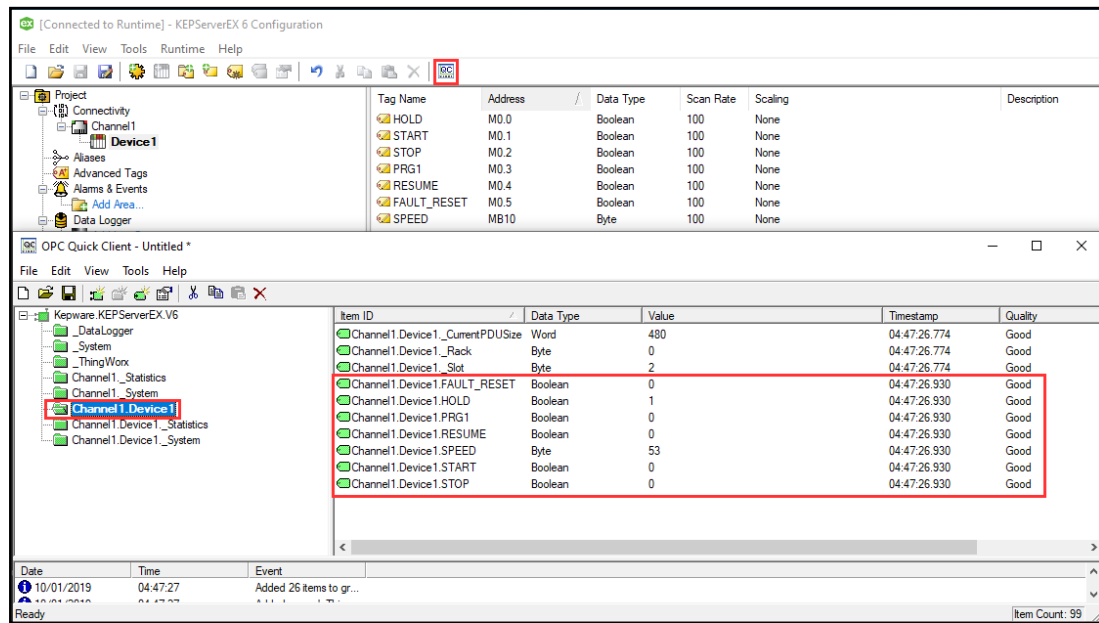 [Connected to Runtime] - KEPServerEX 6 Configuration
File Edit View Tools Runtime Help
Project
Connectivity
Channel1
Device1
Aliases
Advanced Tags
Alarms & Events
Add Area...
Data Logger
Tag Name Address Data Type Scan Rate Scaling Description
HOLD M0.0 Boolean 100 None
START M0.1 Boolean 100 None
STOP M0.2 Boolean 100 None
PRG1 M0.3 Boolean 100 None
RESUME M0.4 Boolean 100 None
FAULT_RESET M0.5 Boolean 100 None
SPEED MB10 Byte 100 None
OPC Quick Client - Untitled *
File Edit View Tools Help
Kepware.KEPServerEX.V6
_DataLogger
_System
_ThingWorx
Channel1._Statistics
Channel1._System
Channel1.Device1
Channel1.Device1._Statistics
Channel1.Device1._System
Item ID Data Type Value Timestamp Quality
Channel1.Device1._CurrentPDUSize Word 480 04:47:26.774 Good
Channel1.Device1._Rack Byte 0 04:47:26.774 Good
Channel1.Device1._Slot Byte 2 04:47:26.774 Good
Channel1.Device1.FAULT_RESET Boolean 0 04:47:26.930 Good
Channel1.Device1.HOLD Boolean 1 04:47:26.930 Good
Channel1.Device1.PRG1 Boolean 0 04:47:26.930 Good
Channel1.Device1.RESUME Boolean 0 04:47:26.930 Good
Channel1.Device1.SPEED Byte 53 04:47:26.930 Good
Channel1.Device1.START Boolean 0 04:47:26.930 Good
Channel1.Device1.STOP Boolean 0 04:47:26.930 Good
Date Time Event
10/01/2019 04:47:27 Added 26 items to gr...
Ready Item Count: 99